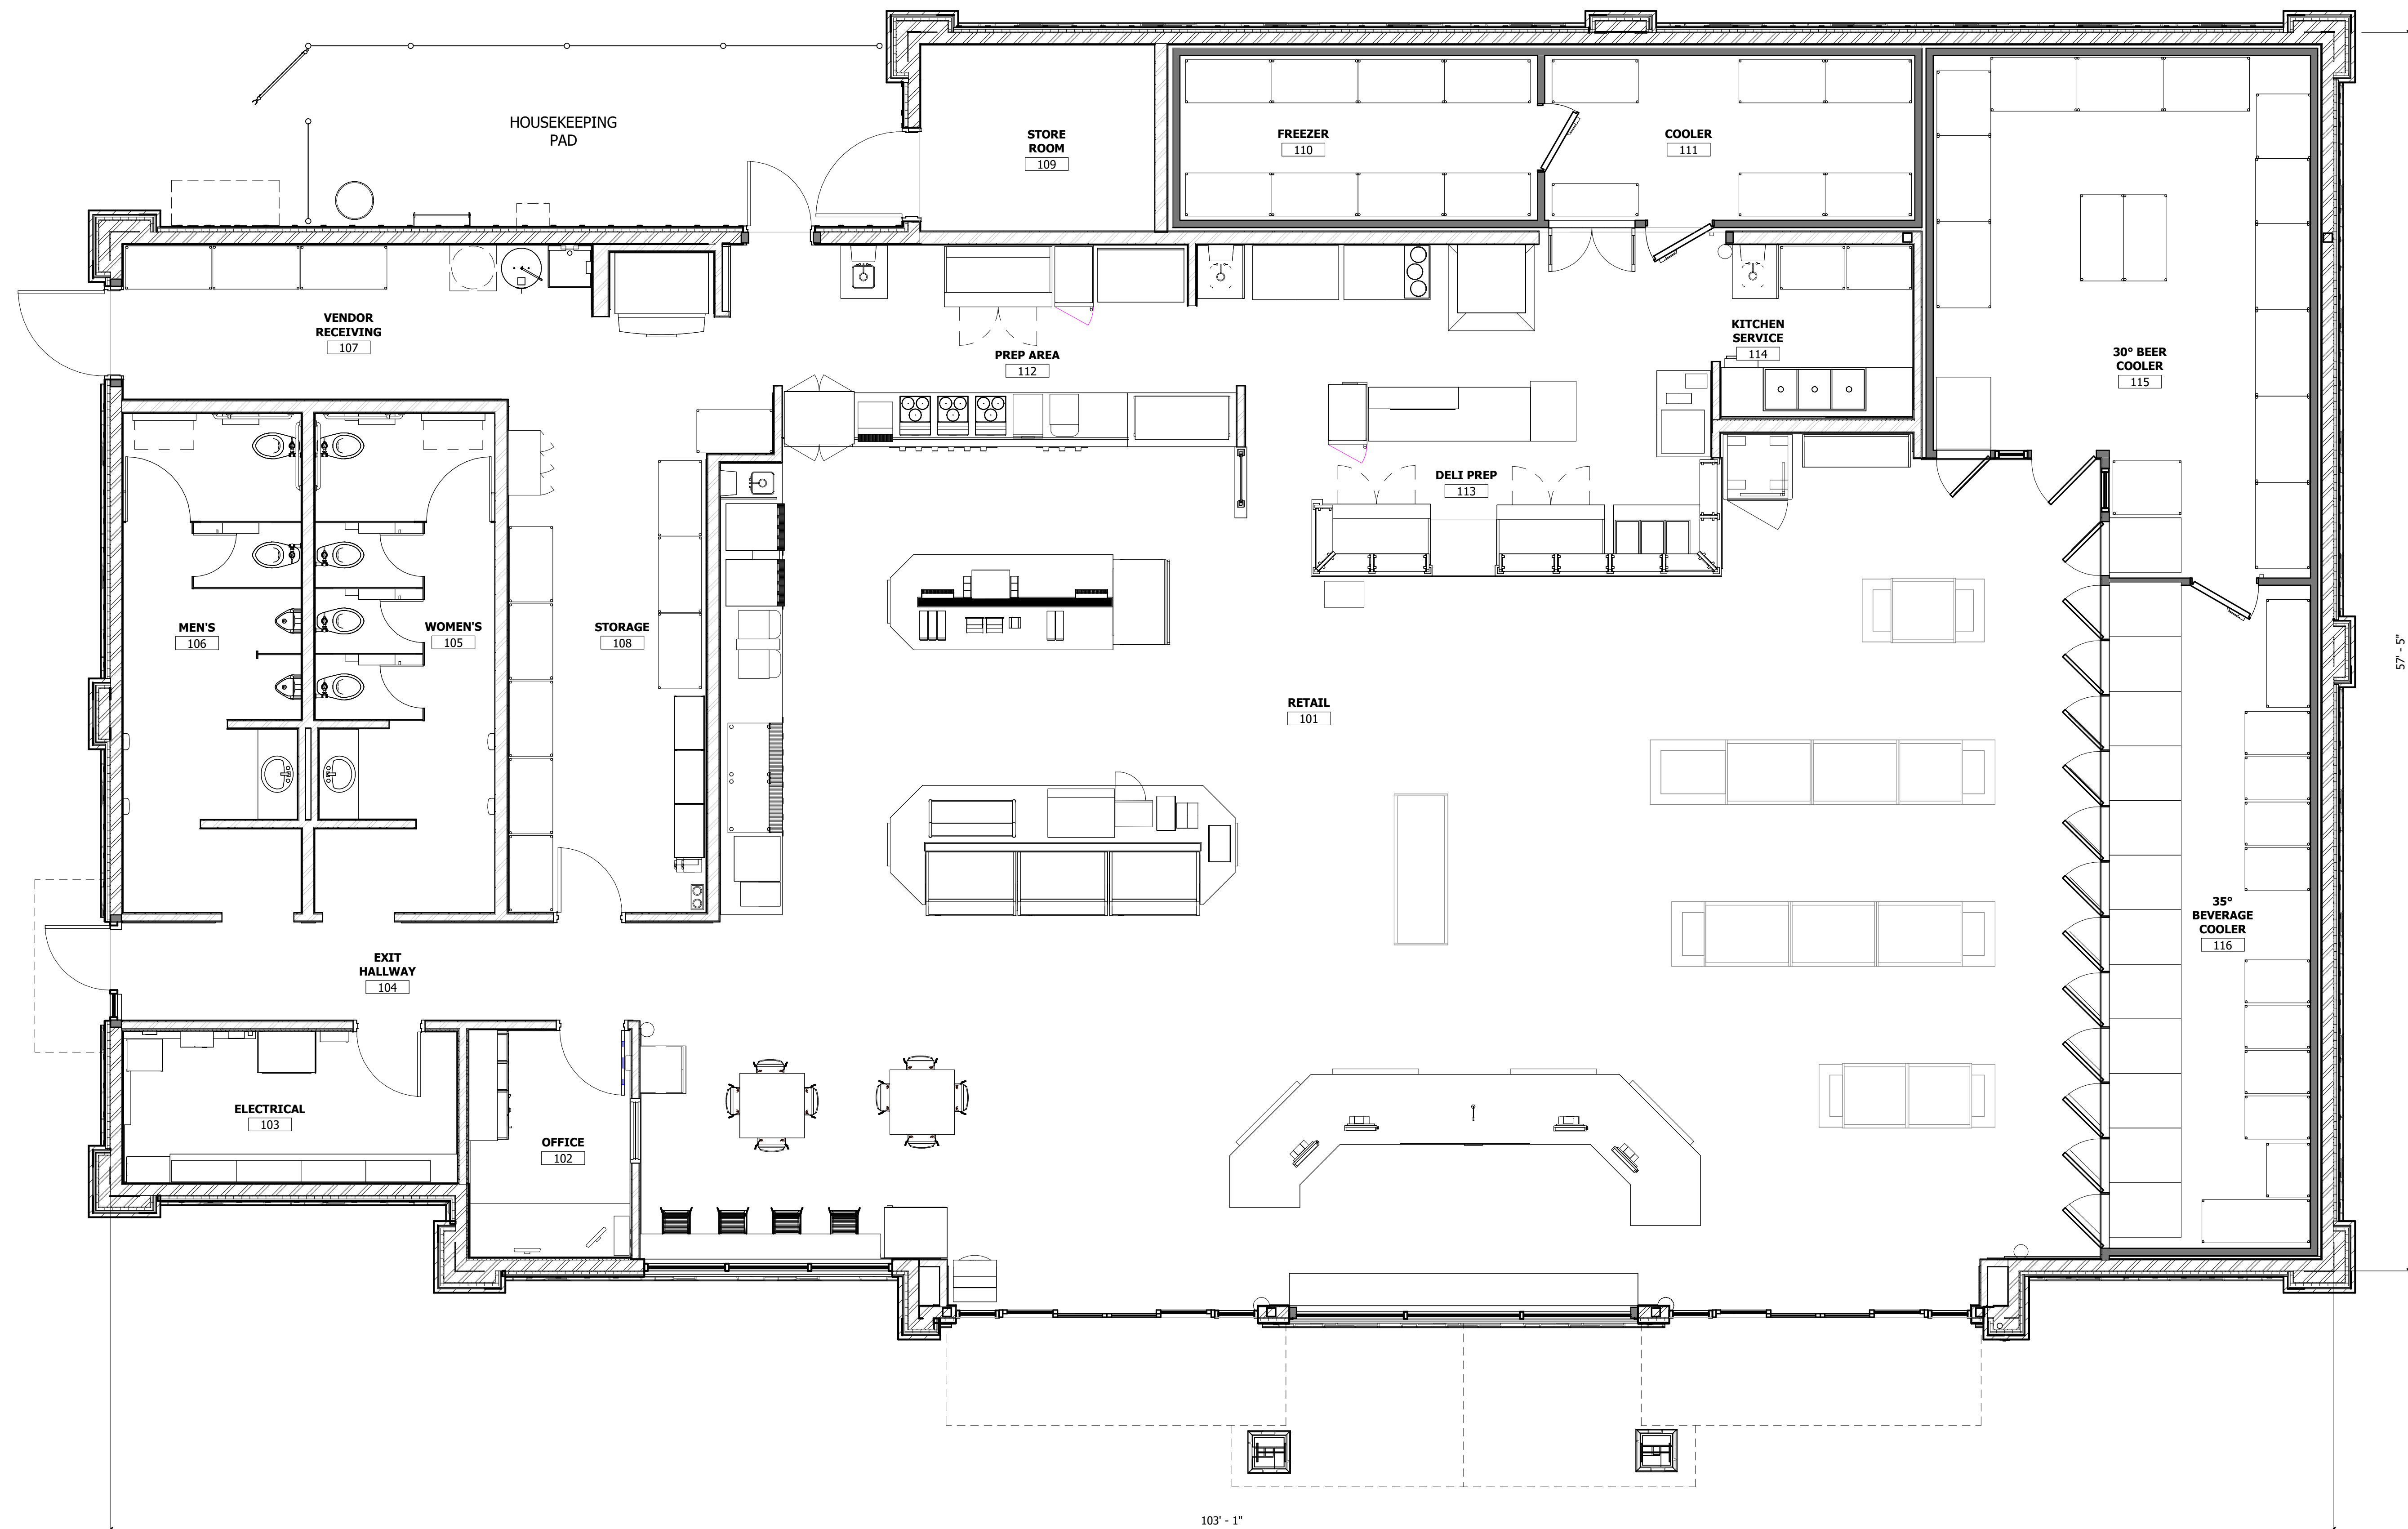 HOUSEKEEPING
PAD
STORE
ROOM
109
FREEZER
110
COOLER
111
VENDOR
RECEIVING
107
PREP AREA
112
KITCHEN
SERVICE
114
30° BEER
COOLER
115
DELI PREP
113
MEN'S
106
WOMEN'S
105
STORAGE
108
RETAIL
101
57' - 5"
35°
BEVERAGE
COOLER
116
EXIT
HALLWAY
104
ELECTRICAL
103
OFFICE
102
103' - 1"